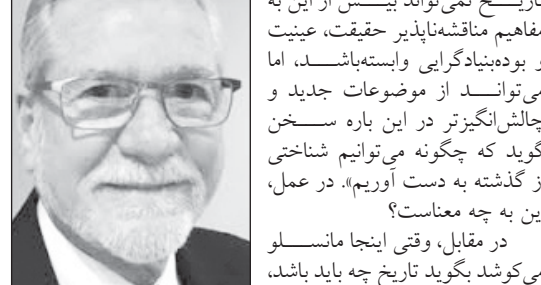 تاریخ نمی‌تواند بیش از این به
مفاهیم مناقشه‌ناپذیر حقیقت، عینیت
و بوده‌بنیادگرایی وابسته‌باشد، اما
می‌تواند از موضوعات جدید و
چالش‌انگیزتر در این باره سخن
گوید که چگونه می‌توانیم شناختی
از گذشته به دست آوریم». در عمل،
این به چه معناست؟
در مقابل، وقتی اینجا مانسلو
می‌کوشد بگوید تاریخ چه باید باشد،